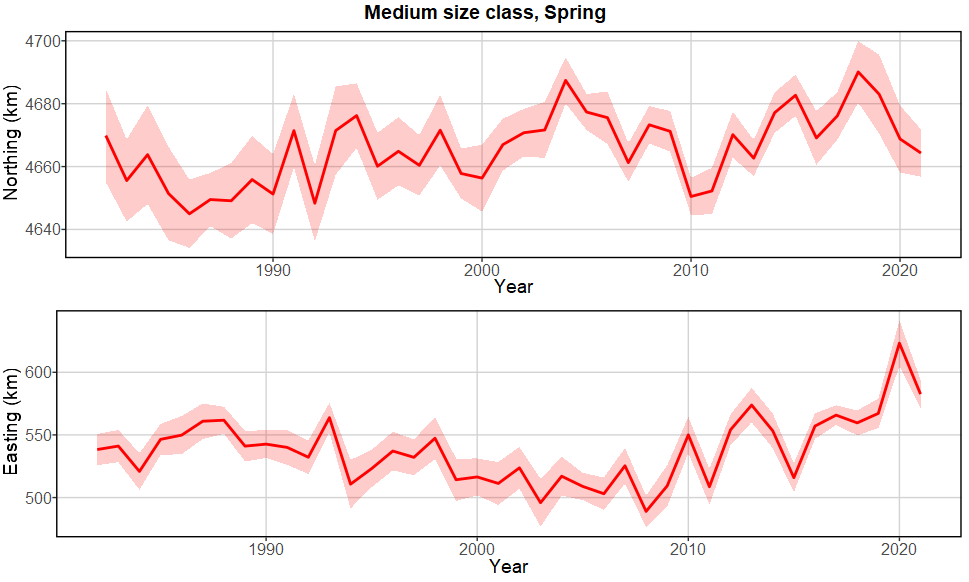 Medium size class, Spring
4700
4680
4660
4640
Northing (km)
1990 2000 2010 2020
Year
600
550
500
Easting (km)
1990 2000 2010 2020
Year